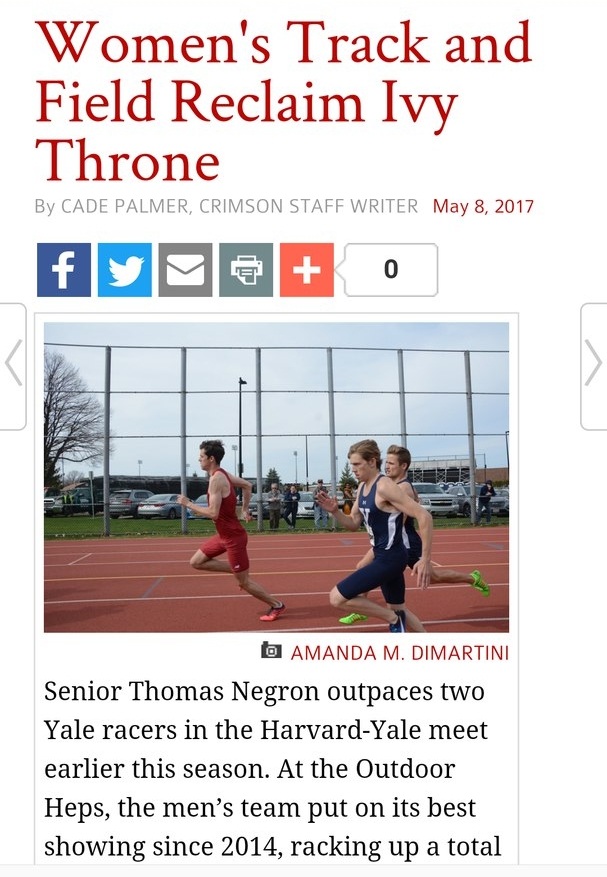 Women's Track and
Field Reclaim Ivy
Throne
By CADE PALMER, CRIMSON STAFF WRITER May 8, 2017
0
AMANDA M. DIMARTINI
Senior Thomas Negron outpaces two
Yale racers in the Harvard-Yale meet
earlier this season. At the Outdoor
Heps, the men’s team put on its best
showing since 2014, racking up a total